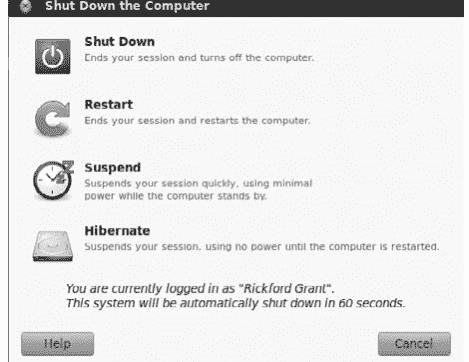 Shut Down the Computer
Shut Down
Ends your session and turns off the computer.
Restart
Ends your session and restarts the computer.
Suspend
Suspends your session quickly, using minimal
power while the computer stands by.
Hibernate
Suspends your session, using no power until the computer is restarted.
You are currently logged in as "Rickford Grant".
This system will be automatically shut down in 60 seconds.
Help
Cancel